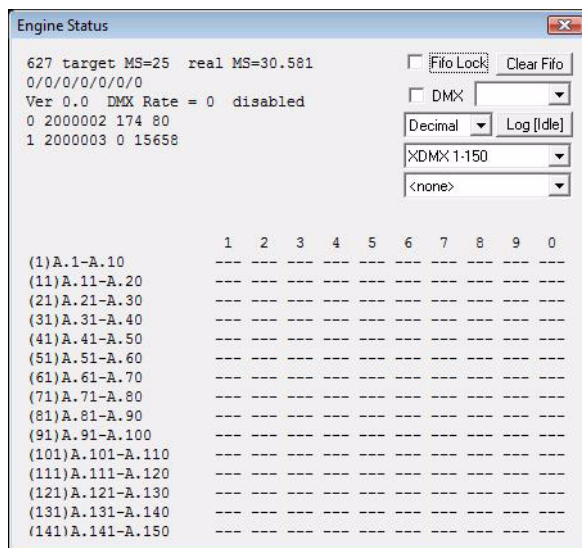 Engine Status
627 target MS=25 real MS=30.581
0/0/0/0/0/0/0
Ver 0.0 DMX Rate = 0 disabled
0 2000002 174 80
1 2000003 0 15658
Fifo Lock Clear Fifo
DMX
Decimal Log [Idle]
XDMX 1-150
<none>
1 2 3 4 5 6 7 8 9 0
(1)A.1-A.10 --- --- --- --- --- --- --- --- --- ---
(11)A.11-A.20 --- --- --- --- --- --- --- --- --- ---
(21)A.21-A.30 --- --- --- --- --- --- --- --- --- ---
(31)A.31-A.40 --- --- --- --- --- --- --- --- --- ---
(41)A.41-A.50 --- --- --- --- --- --- --- --- --- ---
(51)A.51-A.60 --- --- --- --- --- --- --- --- --- ---
(61)A.61-A.70 --- --- --- --- --- --- --- --- --- ---
(71)A.71-A.80 --- --- --- --- --- --- --- --- --- ---
(81)A.81-A.90 --- --- --- --- --- --- --- --- --- ---
(91)A.91-A.100 --- --- --- --- --- --- --- --- --- ---
(101)A.101-A.110 --- --- --- --- --- --- --- --- --- ---
(111)A.111-A.120 --- --- --- --- --- --- --- --- --- ---
(121)A.121-A.130 --- --- --- --- --- --- --- --- --- ---
(131)A.131-A.140 --- --- --- --- --- --- --- --- --- ---
(141)A.141-A.150 --- --- --- --- --- --- --- --- --- ---